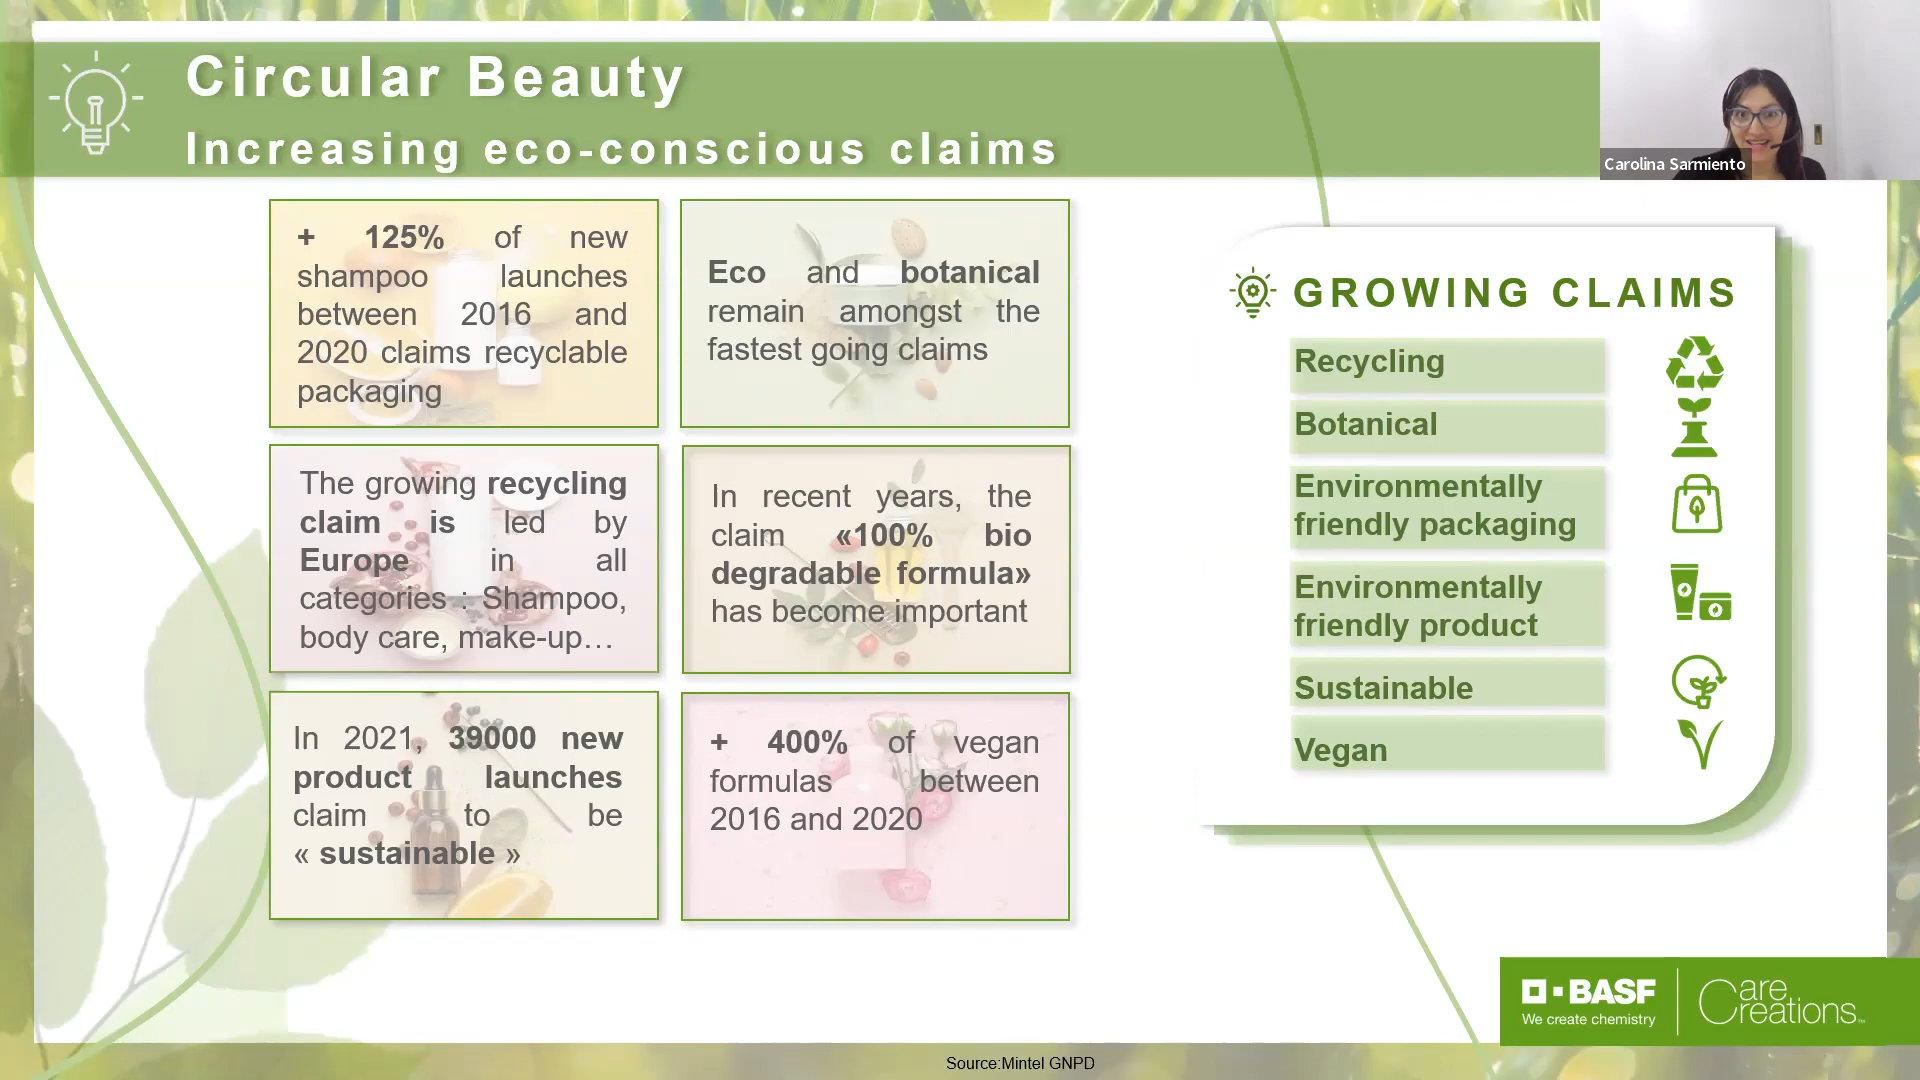 Circular Beauty
Increasing eco-conscious claims
Carolina Sarmiento
+ 125% of new
shampoo launches
between 2016 and
2020 claims recyclable
packaging
Eco and botanical
remain amongst the
fastest going claims
The growing recycling
claim is led by
Europe in all
categories : Shampoo,
body care, make-up…
In recent years, the
claim «100% bio
degradable formula»
has become important
In 2021, 39000 new
product launches
claim to be
« sustainable »
+ 400% of vegan
formulas between
2016 and 2020
GROWING CLAIMS
Recycling
Botanical
Environmentally
friendly packaging
Environmentally
friendly product
Sustainable
Vegan
BASF
We create chemistry
Care
Creations™
Source:Mintel GNPD